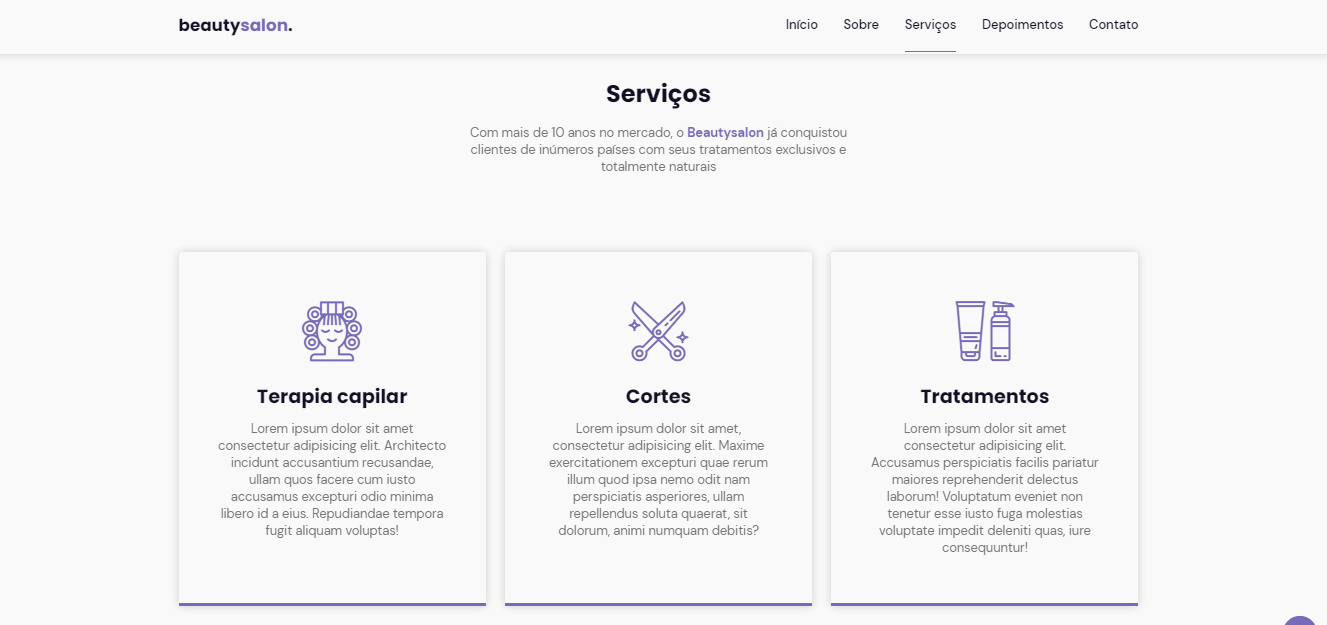 beautysalon.
Início Sobre Serviços Depoimentos Contato
Serviços
Com mais de 10 anos no mercado, o Beautysalon já conquistou
clientes de inúmeros países com seus tratamentos exclusivos e
totalmente naturais
Terapia capilar
Lorem ipsum dolor sit amet
consectetur adipisicing elit. Architecto
incidunt accusantium recusandae,
ullam quos facere cum iusto
accusamus excepturi odio minima
libero id a eius. Repudiandae tempora
fugit aliquam voluptas!
Cortes
Lorem ipsum dolor sit amet,
consectetur adipisicing elit. Maxime
exercitationem excepturi quae rerum
illum quod ipsa nemo odit nam
perspiciatis asperiores, ullam
repellendus soluta quaerat, sit
dolorum, animi numquam debitis?
Tratamentos
Lorem ipsum dolor sit amet
consectetur adipisicing elit.
Accusamus perspiciatis facilis pariatur
maiores reprehenderit delectus
laborum! Voluptatum eveniet non
tenetur esse iusto fuga molestias
voluptate impedit deleniti quas, iure
consequuntur!